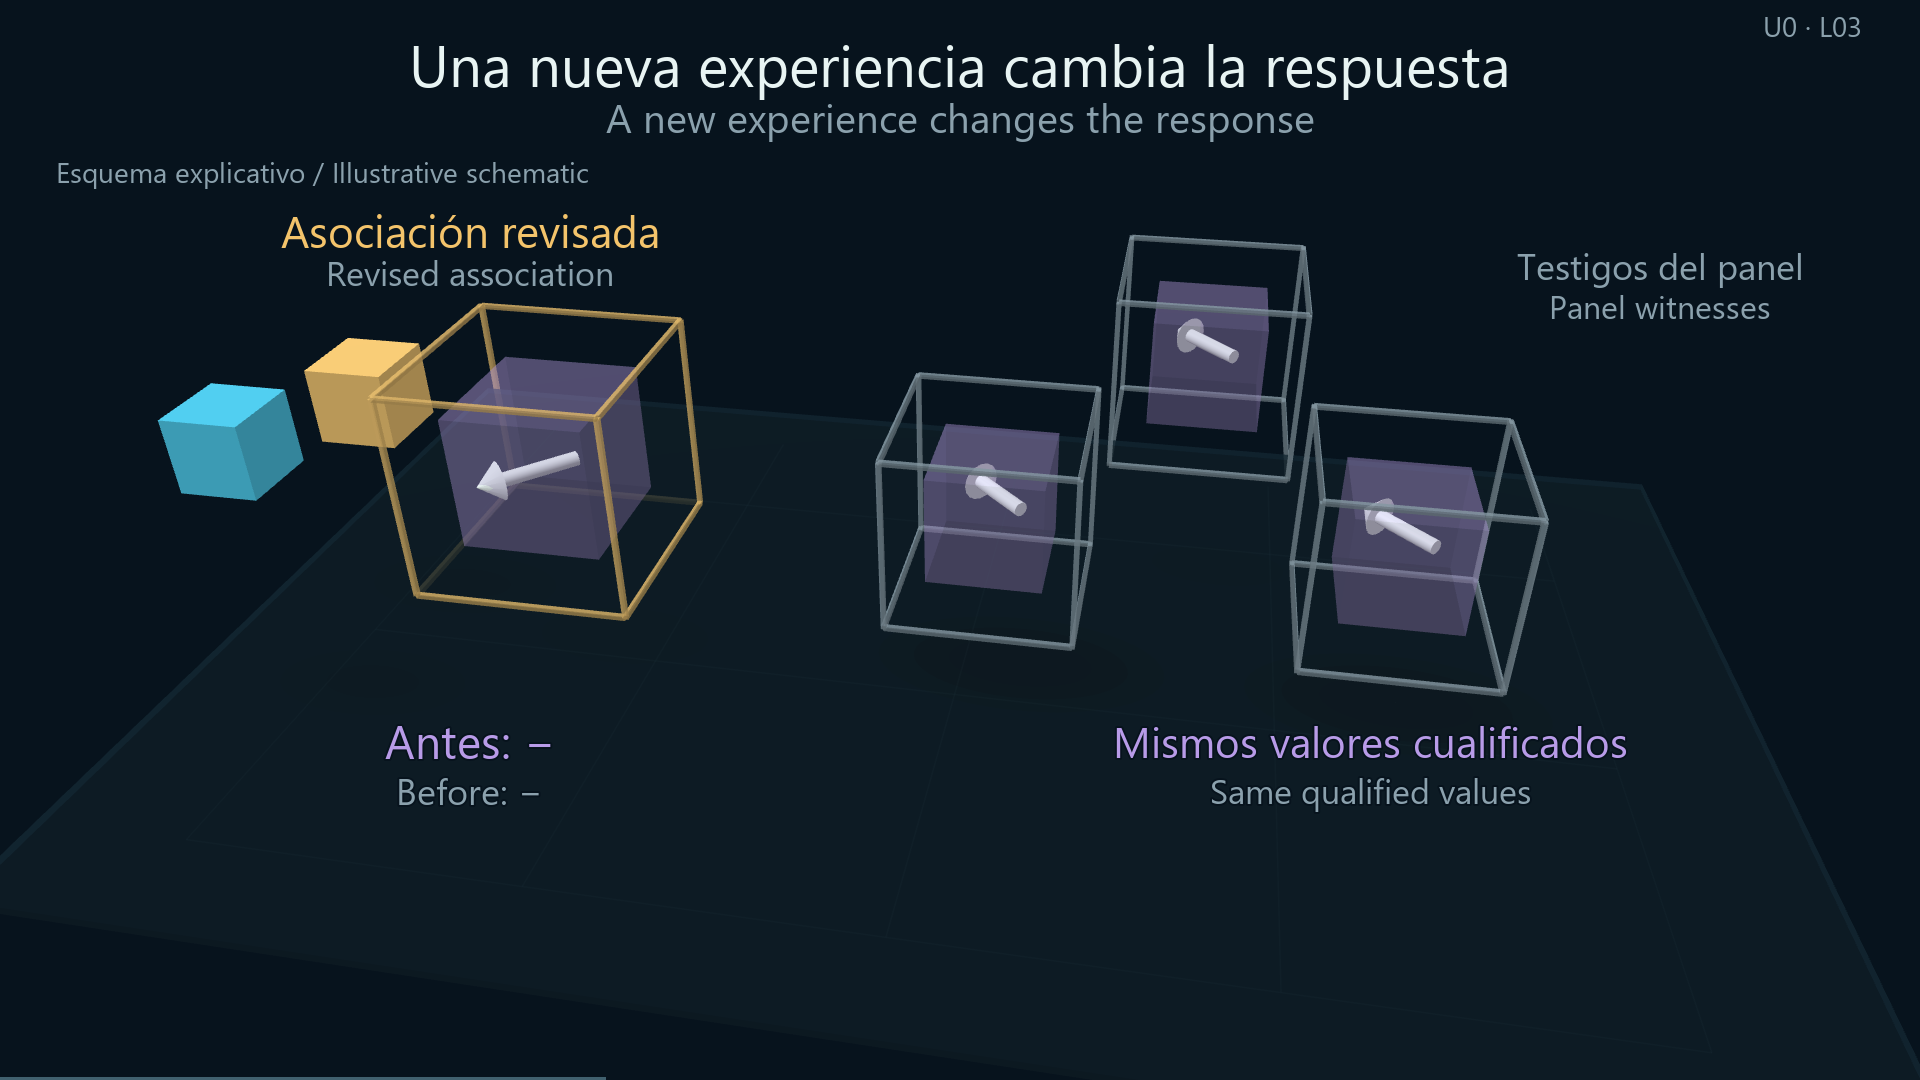 U0 · L03
Una nueva experiencia cambia la respuesta
A new experience changes the response
Esquema explicativo / Illustrative schematic
Asociación revisada
Revised association
Testigos del panel
Panel witnesses
Antes: –
Before: –
Mismos valores cualificados
Same qualified values